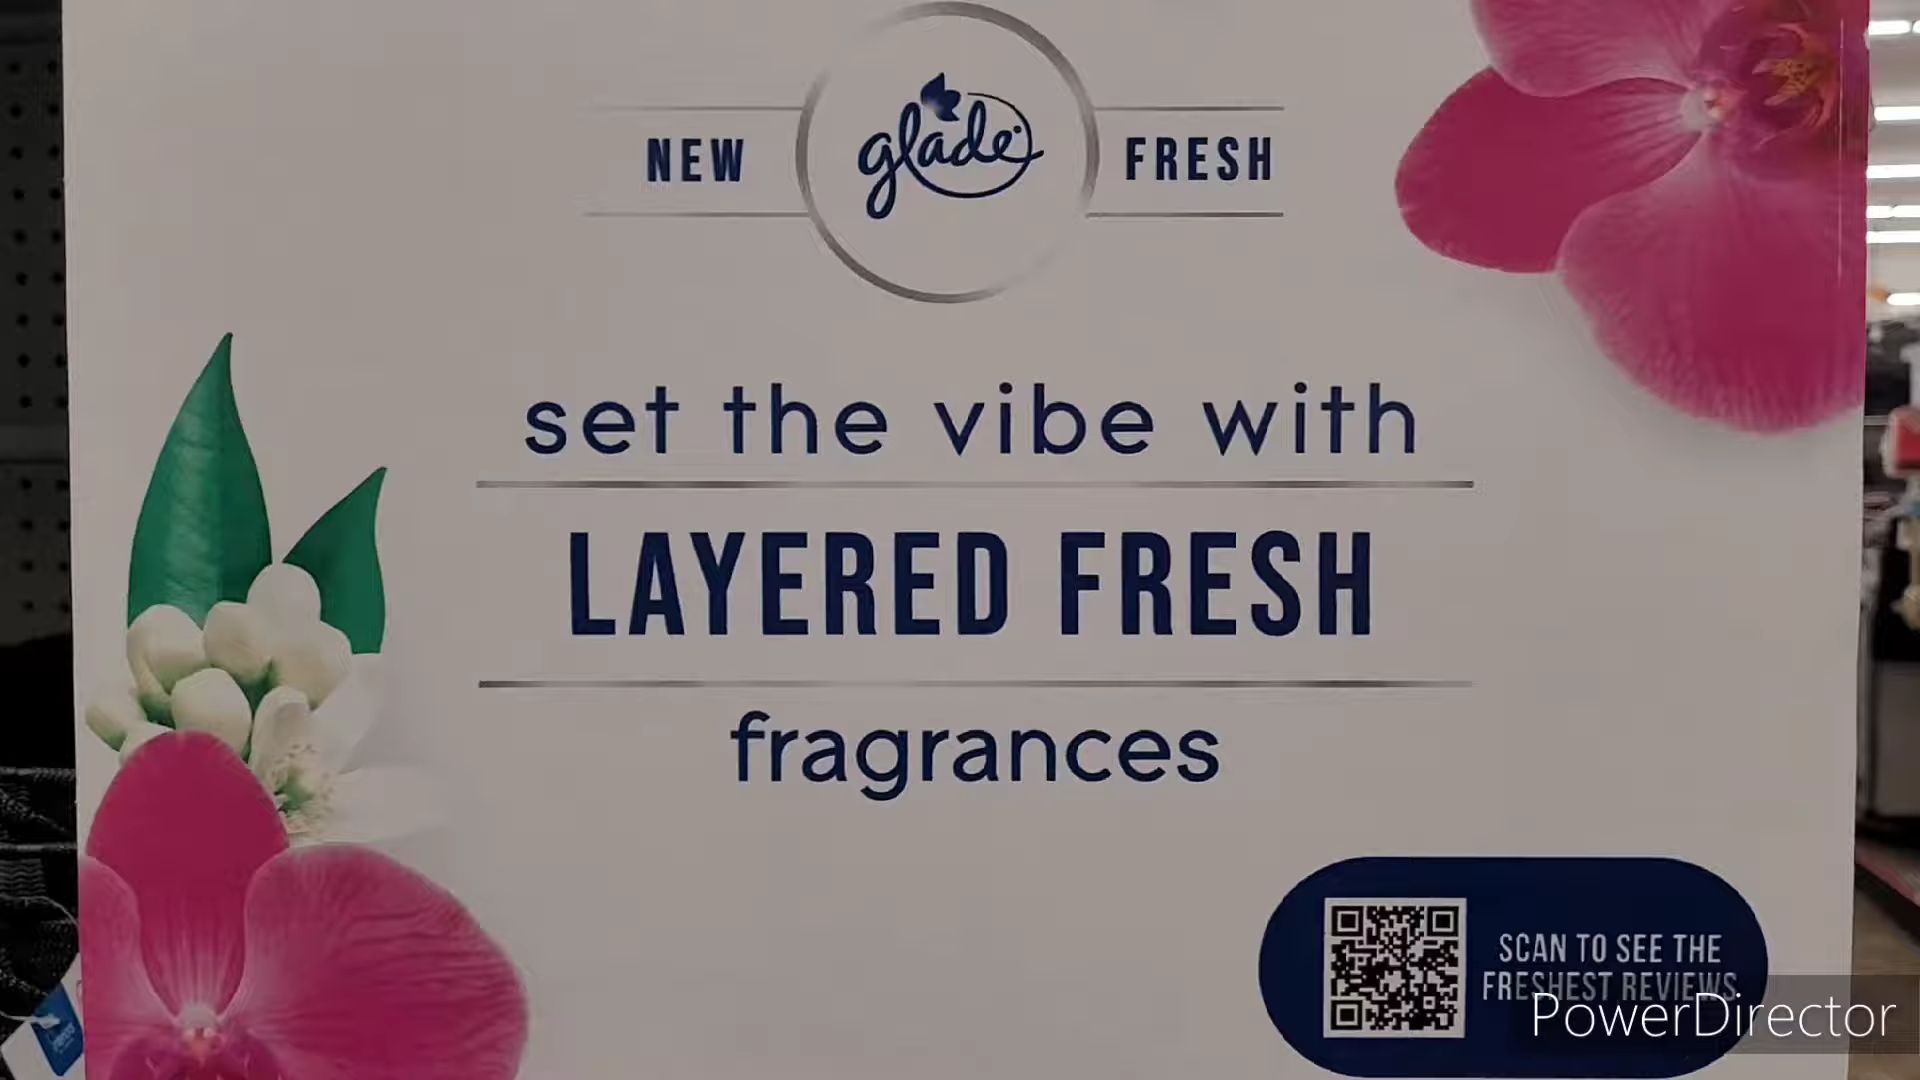 NEW glade FRESH
set the vibe with
LAYERED FRESH
fragrances
SCAN TO SEE THE
FRESHEST REVIEWS
PowerDirector